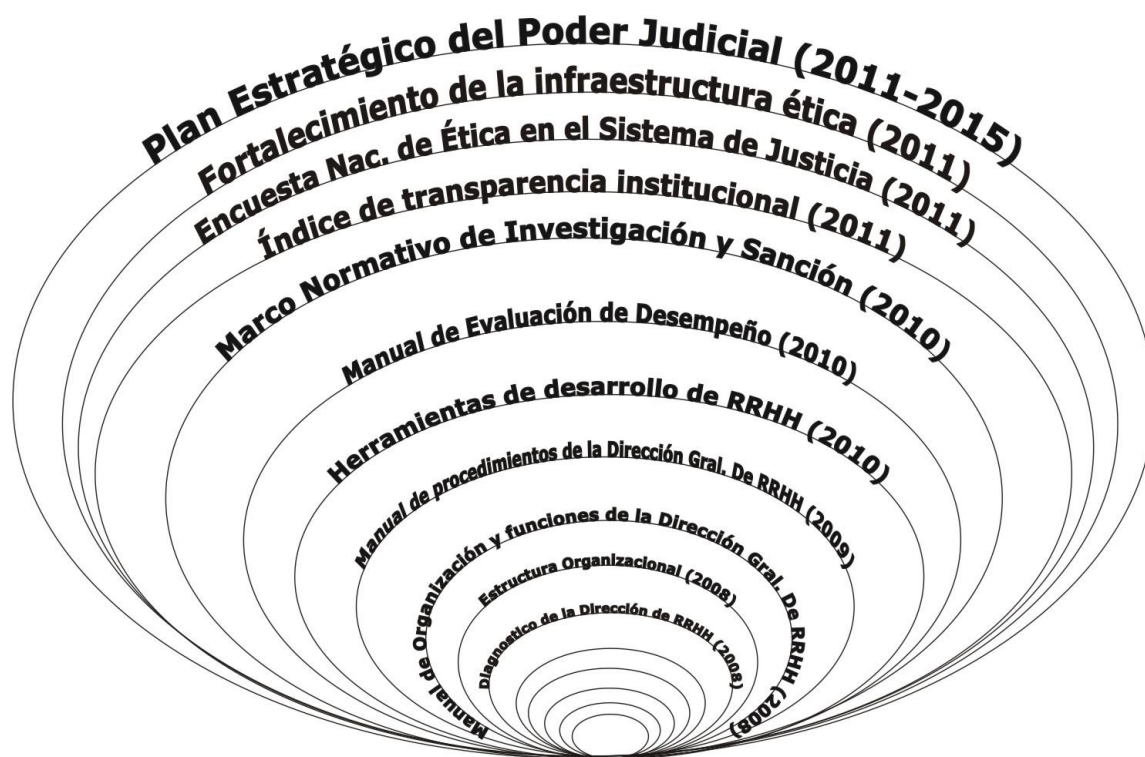 Plan Estratégico del Poder Judicial (2011-2015)
Fortalecimiento de la infraestructura ética (2011)
Encuesta Nac. de Ética en el Sistema de Justicia (2011)
Índice de transparencia institucional (2011)
Marco Normativo de Investigación y Sanción (2010)
Manual de Evaluación de Desempeño (2010)
Herramientas de desarrollo de RRHH (2010)
Manual de procedimientos de la Dirección Gral. De RRHH (2009)
Manual de Organización y funciones de la Dirección Gral. De RRHH (2008)
Estructura Organizacional (2008)
Diagnostico de la Dirección de RRHH (2008)